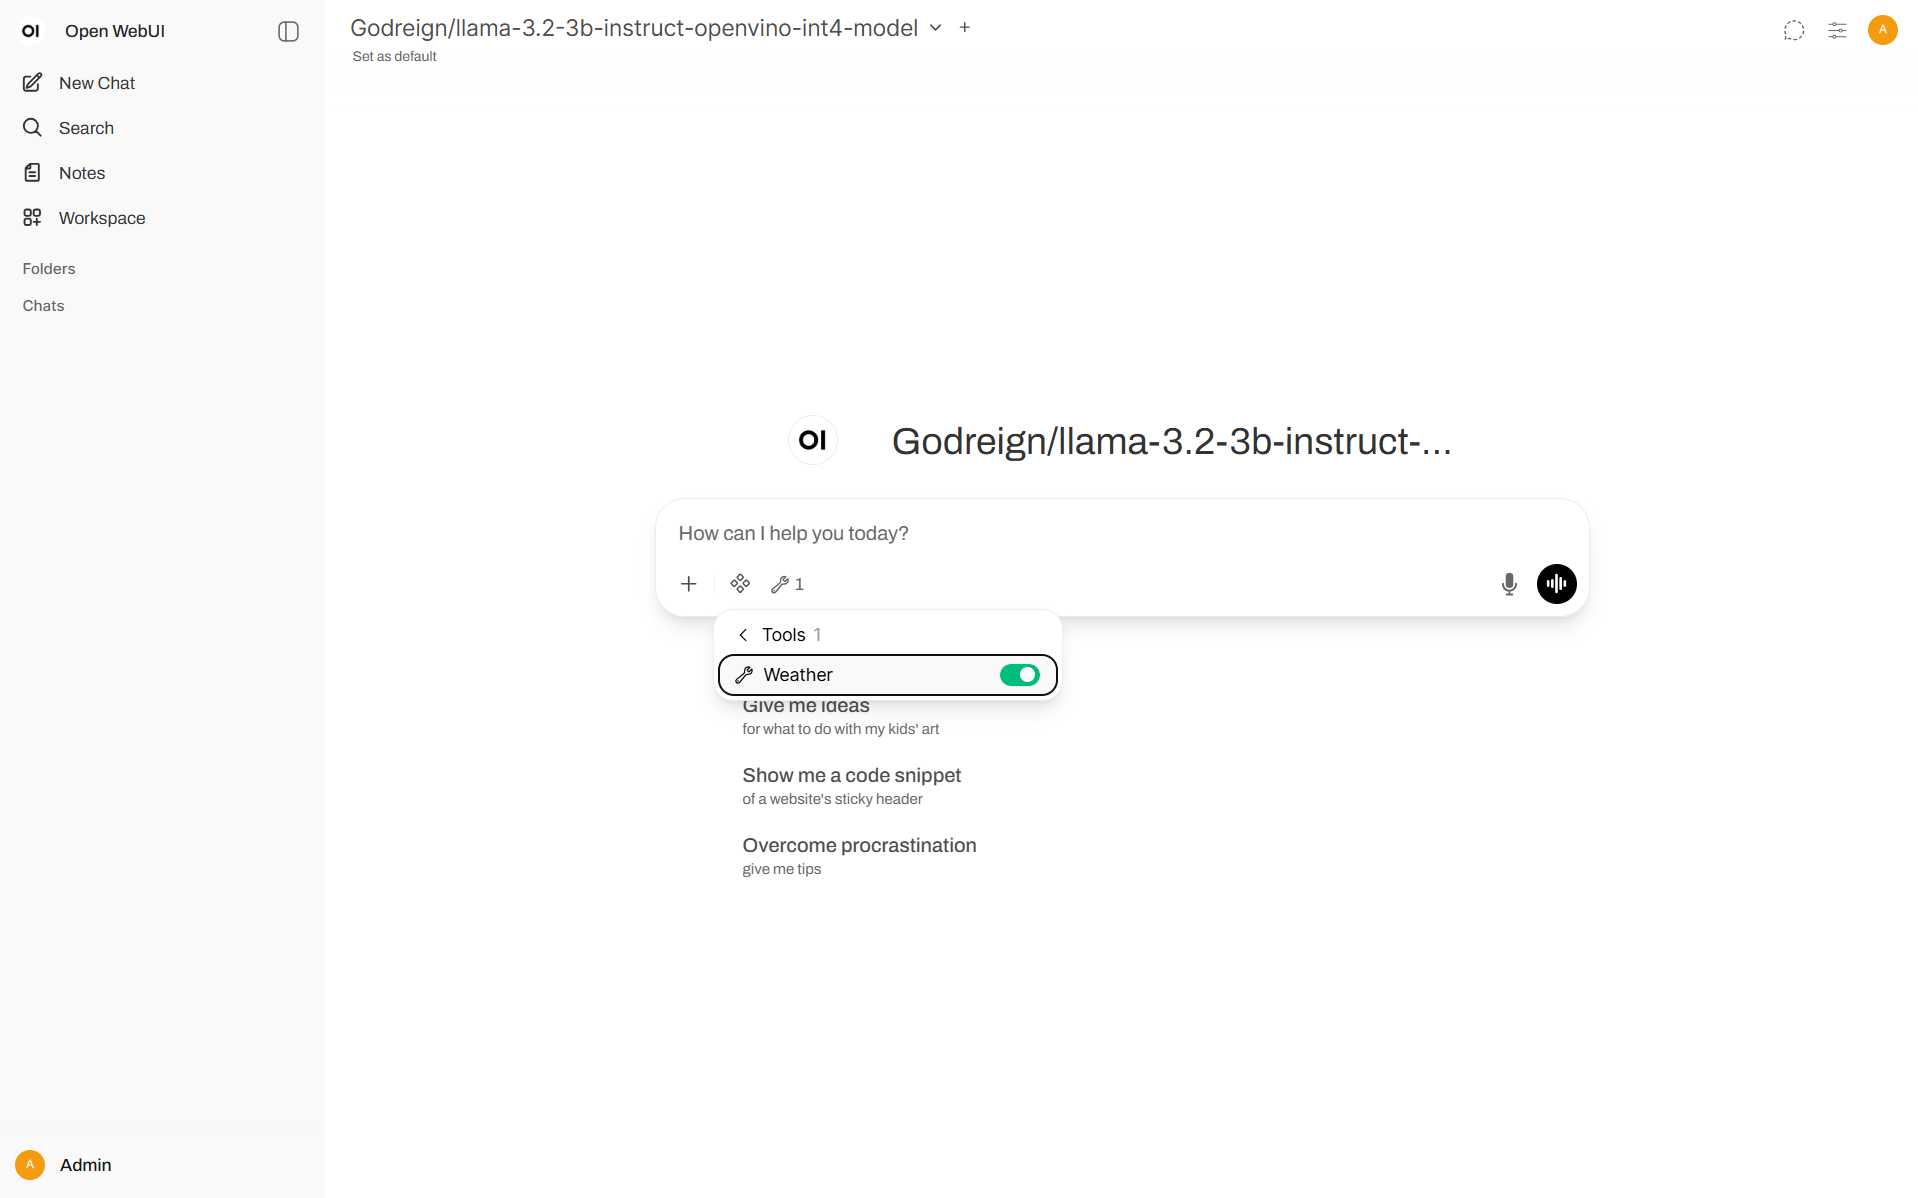 OI Open WebUI
New Chat
Search
Notes
Workspace
Folders
Chats
A Admin
Godreign/llama-3.2-3b-instruct-openvino-int4-model
Set as default
A
OI Godreign/llama-3.2-3b-instruct-...
How can I help you today?
1
Tools 1
Weather
Give me ideas
for what to do with my kids' art
Show me a code snippet
of a website's sticky header
Overcome procrastination
give me tips